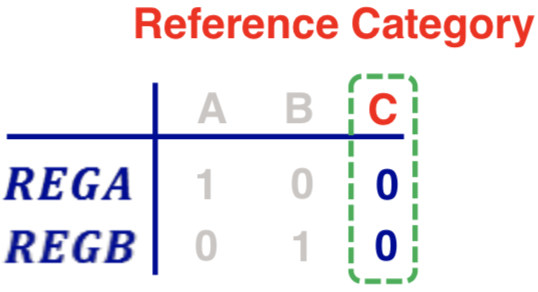 Reference Category
A B C
REGA 1 0 0
REGB 0 1 0